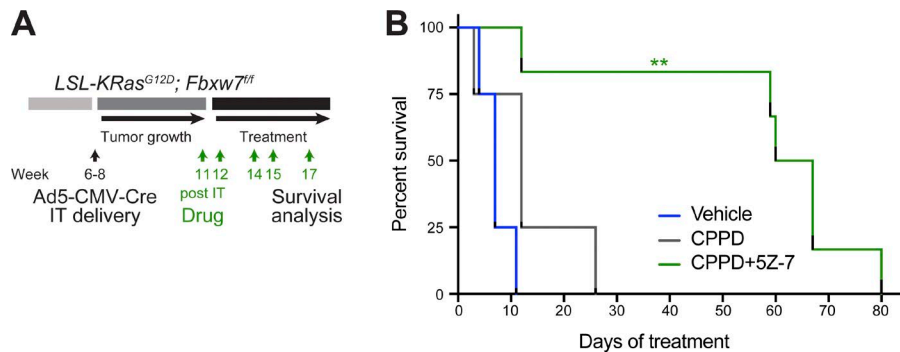 A
LSL-KRasG12D; Fbxw7f/f
Tumor growth
Treatment
Week
6-8
11
12
14
15
17
Ad5-CMV-Cre
IT delivery
post IT
Drug
Survival
analysis
B
Percent survival
100
75
50
25
0
**
Vehicle
CPPD
CPPD+5Z-7
0
10
20
30
40
50
60
70
80
Days of treatment